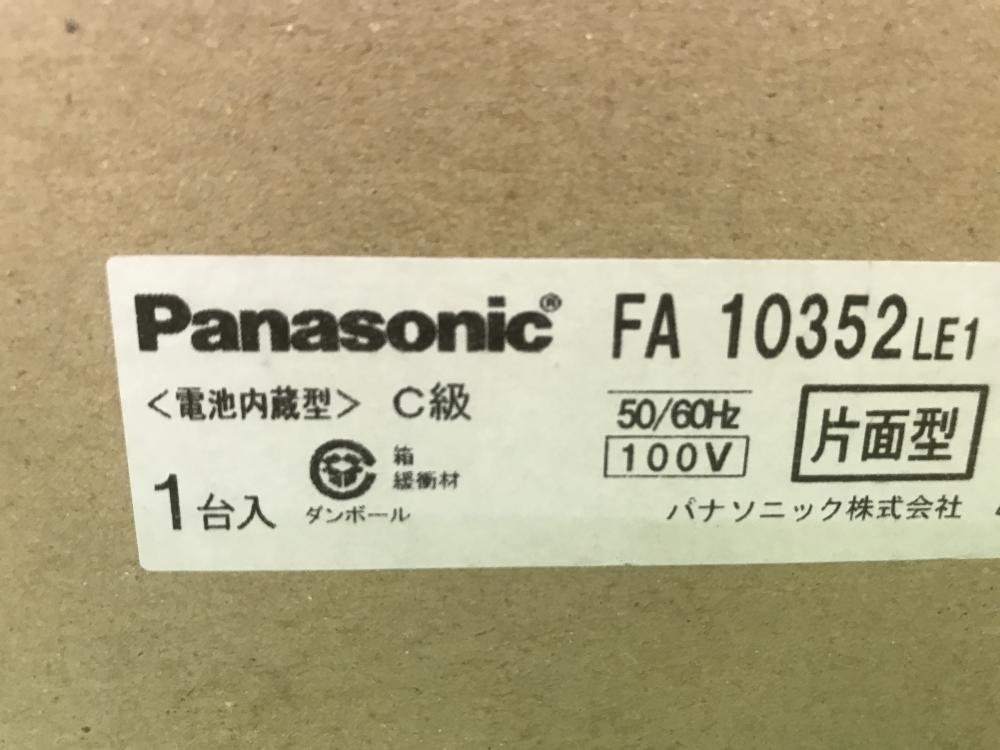 Panasonic® FA 10352LE1
<電池内蔵型> C級
50/60Hz
100V
片面型
箱
緩衝材
ダンボール
1台入
パナソニック株式会社